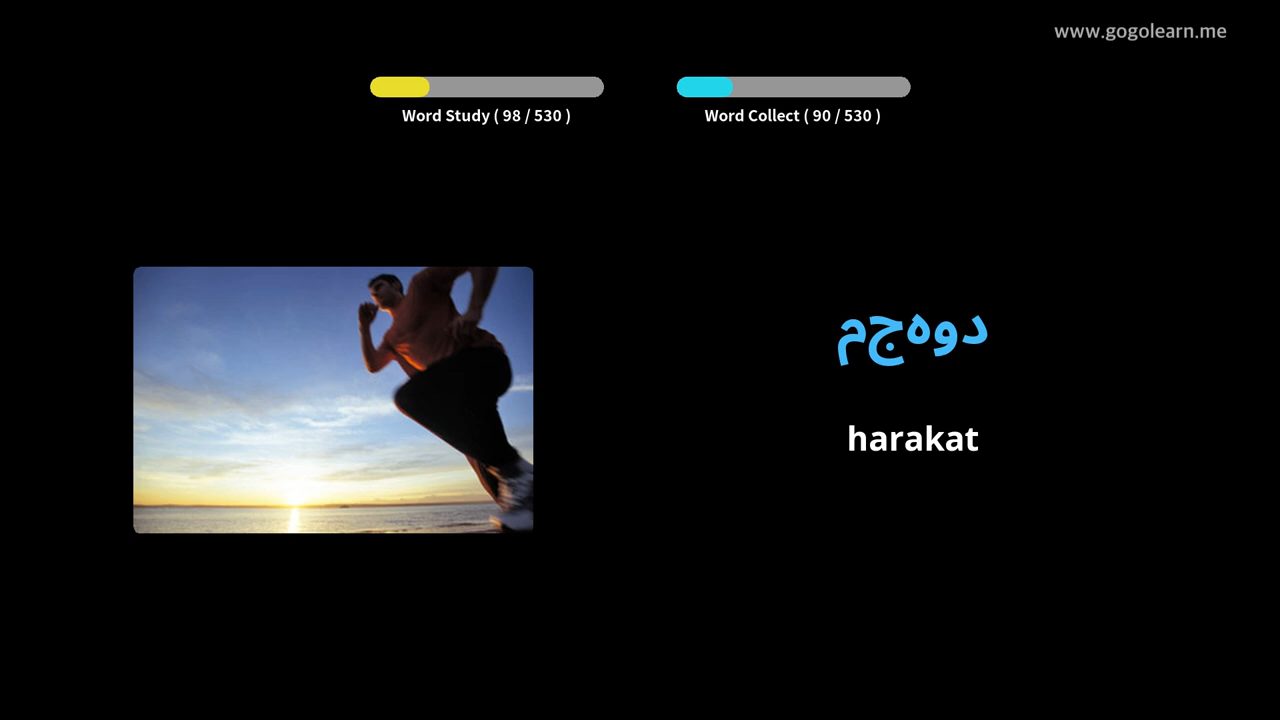 www.gogolearn.me
Word Study ( 98 / 530 )
Word Collect ( 90 / 530 )
دوهجم
harakat